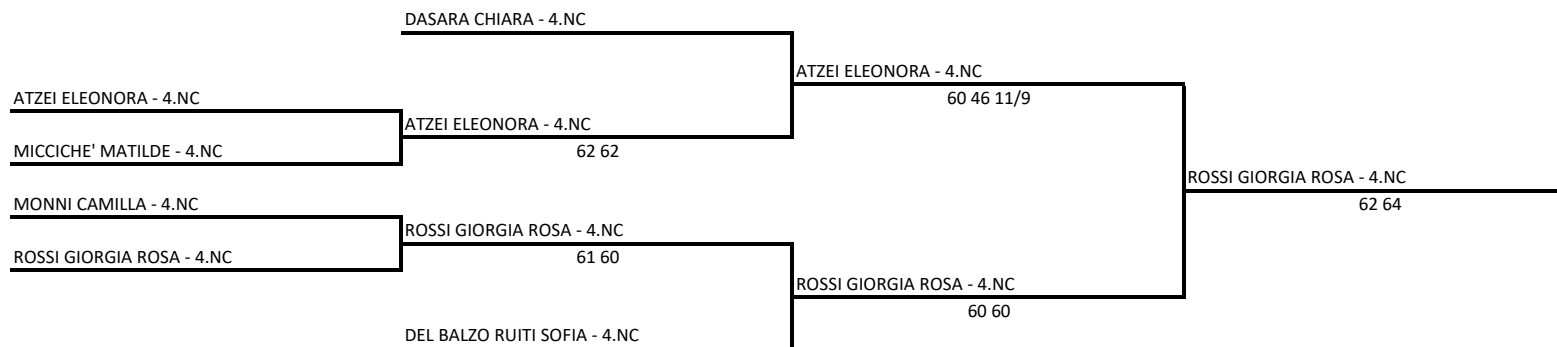 DASARA CHIARA - 4.NC
ATZEI ELEONORA - 4.NC
ATZEI ELEONORA - 4.NC
60 46 11/9
ATZEI ELEONORA - 4.NC
MICCICHE' MATILDE - 4.NC
62 62
ROSSI GIORGIA ROSA - 4.NC
62 64
MONNI CAMILLA - 4.NC
ROSSI GIORGIA ROSA - 4.NC
ROSSI GIORGIA ROSA - 4.NC
61 60
ROSSI GIORGIA ROSA - 4.NC
60 60
DEL BALZO RUITI SOFIA - 4.NC